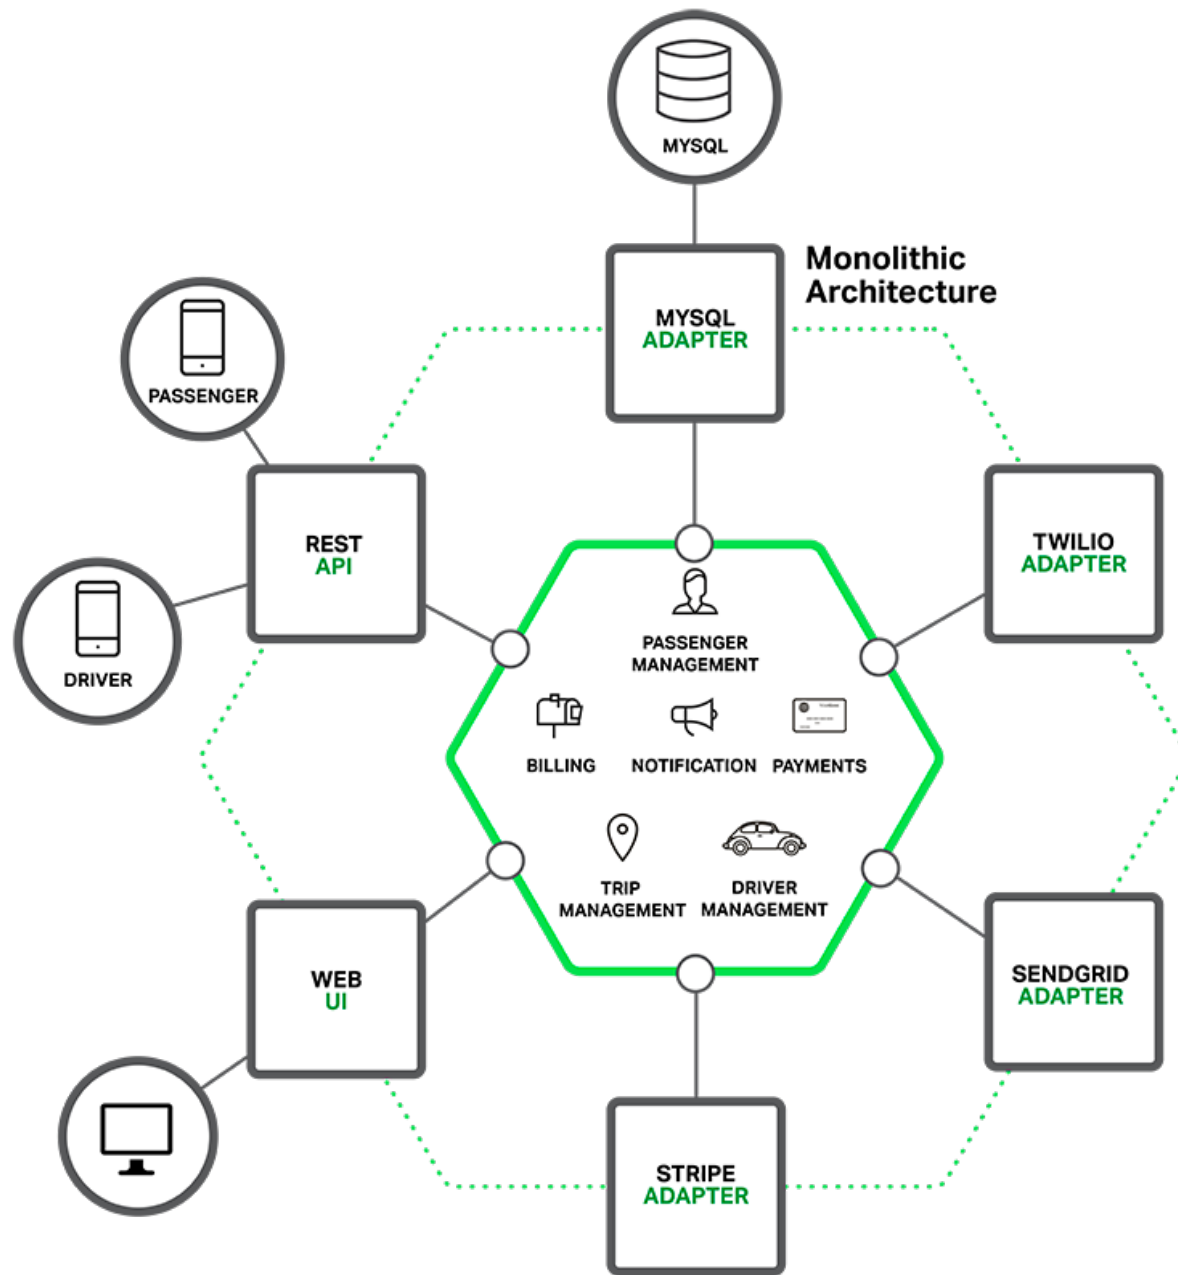 MYSQL
Monolithic
Architecture
MYSQL
ADAPTER
PASSENGER
REST
API
TWILIO
ADAPTER
DRIVER
PASSENGER
MANAGEMENT
BILLING
NOTIFICATION
PAYMENTS
TRIP
MANAGEMENT
DRIVER
MANAGEMENT
WEB
UI
SENDGRID
ADAPTER
STRIPE
ADAPTER